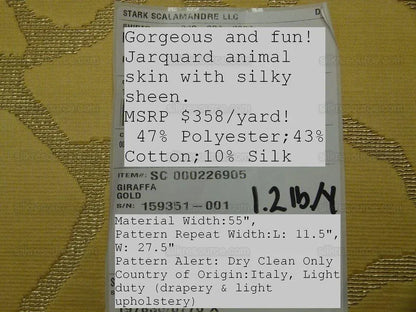 STARK SCALAMANDRE LLC
D
Gorgeous and fun!
Jarquard animal
skin with silky
sheen.
MSRP $358/yard!
47% Polyester;43%
Cotton;10% Silk
ITEM#: SC 000226905
GIRAFFA
GOLD
1.2 lb/y
S/N: 159351-001
Material Width:55",
Pattern Repeat Width:L: 11.5",
W: 27.5"
Pattern Alert: Dry Clean Only
Country of Origin:Italy, Light
duty (drapery & light
upholstery)